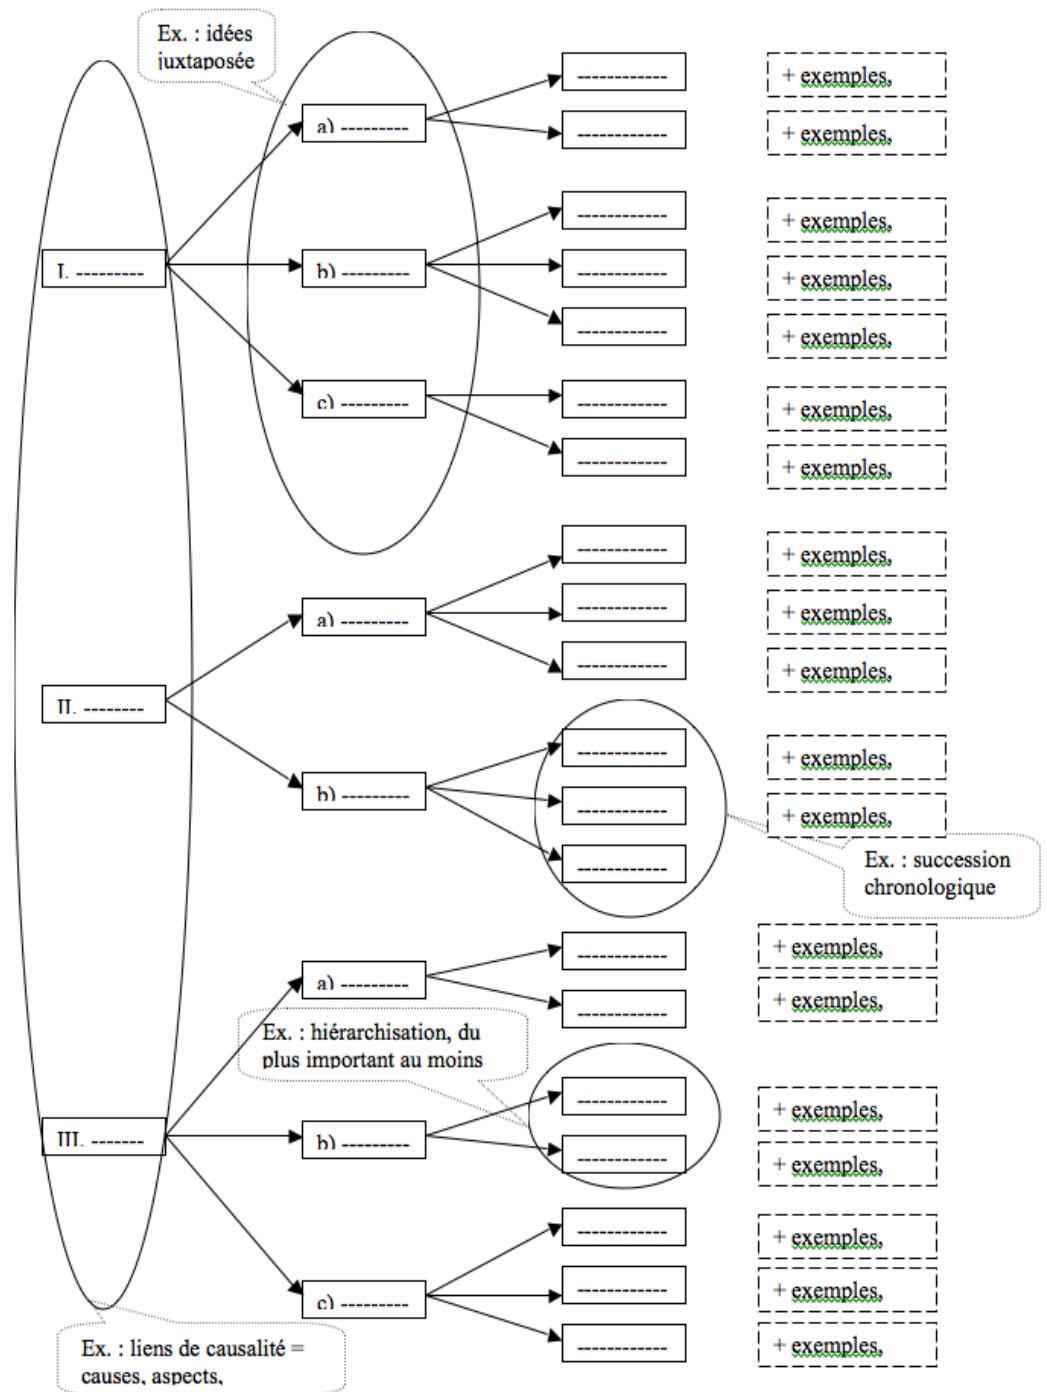 Ex. : idées
juxtaposée
a) ---------
------------
+ exemples,
------------
+ exemples,
I. ---------
b) ---------
------------
+ exemples,
------------
+ exemples,
------------
+ exemples,
c) ---------
------------
+ exemples,
------------
+ exemples,
II. --------
a) ---------
------------
+ exemples,
------------
+ exemples,
------------
+ exemples,
b) ---------
------------
+ exemples,
------------
+ exemples,
------------
Ex. : succession
chronologique
III. -------
a) ---------
------------
+ exemples,
------------
+ exemples,
Ex. : hiérarchisation, du
plus important au moins
b) ---------
------------
+ exemples,
------------
+ exemples,
c) ---------
------------
+ exemples,
------------
+ exemples,
------------
+ exemples,
Ex. : liens de causalité =
causes, aspects,